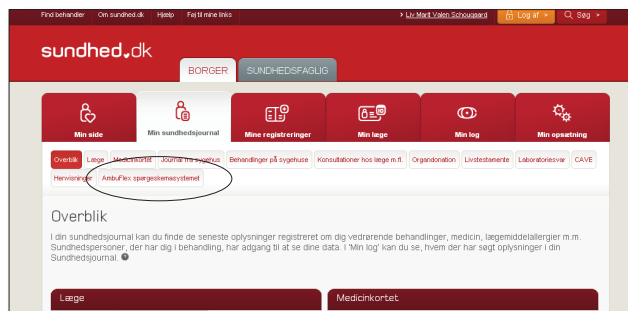 Find behandler Om sundhed.dk Hjælp Føj til mine links Liv Marit Valen Schougaard Log af Søg
sundhed.dk
BORGER SUNDHEDSFAGLIG
Min side Min sundhedsjournal Mine registreringer Min læge Min log Min opsætning
Overblik Læge Medicinkortet Journal fra sygehus Behandlinger på sygehuse Konsultationer hos læge m.fl. Organdonation Livstestamente Laboratoriesvar CAVE
Henvisninger AmbuFlex spørgeskemasystemet
Overblik
I din sundhedsjournal kan du finde de seneste oplysninger registreret om dig vedrørende behandlinger, medicin, lægemiddelallergier m.m.
Sundhedspersoner, der har dig i behandling, har adgang til at se dine data. I 'Min log' kan du se, hvem der har søgt oplysninger i din
Sundhedsjournal.
Læge Medicinkortet